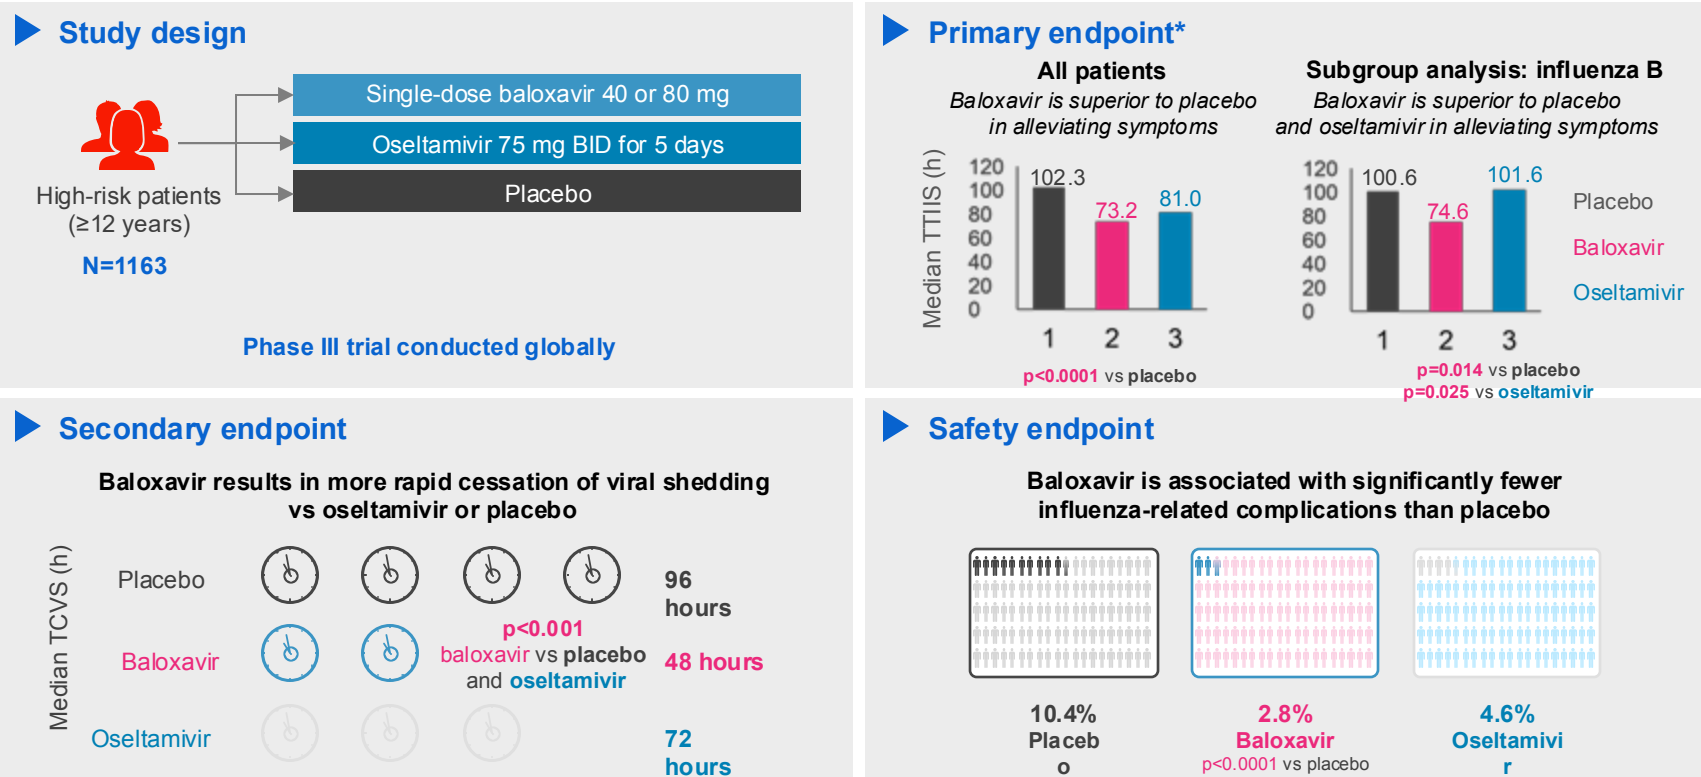 Study design
Single-dose baloxavir 40 or 80 mg
Oseltamivir 75 mg BID for 5 days
Placebo
High-risk patients
(≥12 years)
N=1163
Phase III trial conducted globally
Primary endpoint*
All patients
Baloxavir is superior to placebo
in alleviating symptoms
Median TTIIS (h)
120
100
80
60
40
20
0
102.3
73.2
81.0
1 2 3
p<0.0001 vs placebo
Subgroup analysis: influenza B
Baloxavir is superior to placebo
and oseltamivir in alleviating symptoms
120
100
80
60
40
20
0
100.6
74.6
101.6
1 2 3
p=0.014 vs placebo
p=0.025 vs oseltamivir
Placebo
Baloxavir
Oseltamivir
Secondary endpoint
Baloxavir results in more rapid cessation of viral shedding
vs oseltamivir or placebo
Median TCVS (h)
Placebo
96
hours
Baloxavir
p<0.001
baloxavir vs placebo
and oseltamivir
48 hours
Oseltamivir
72
hours
Safety endpoint
Baloxavir is associated with significantly fewer
influenza-related complications than placebo
10.4%
Placeb
o
2.8%
Baloxavir
p<0.0001 vs placebo
4.6%
Oseltamivi
r